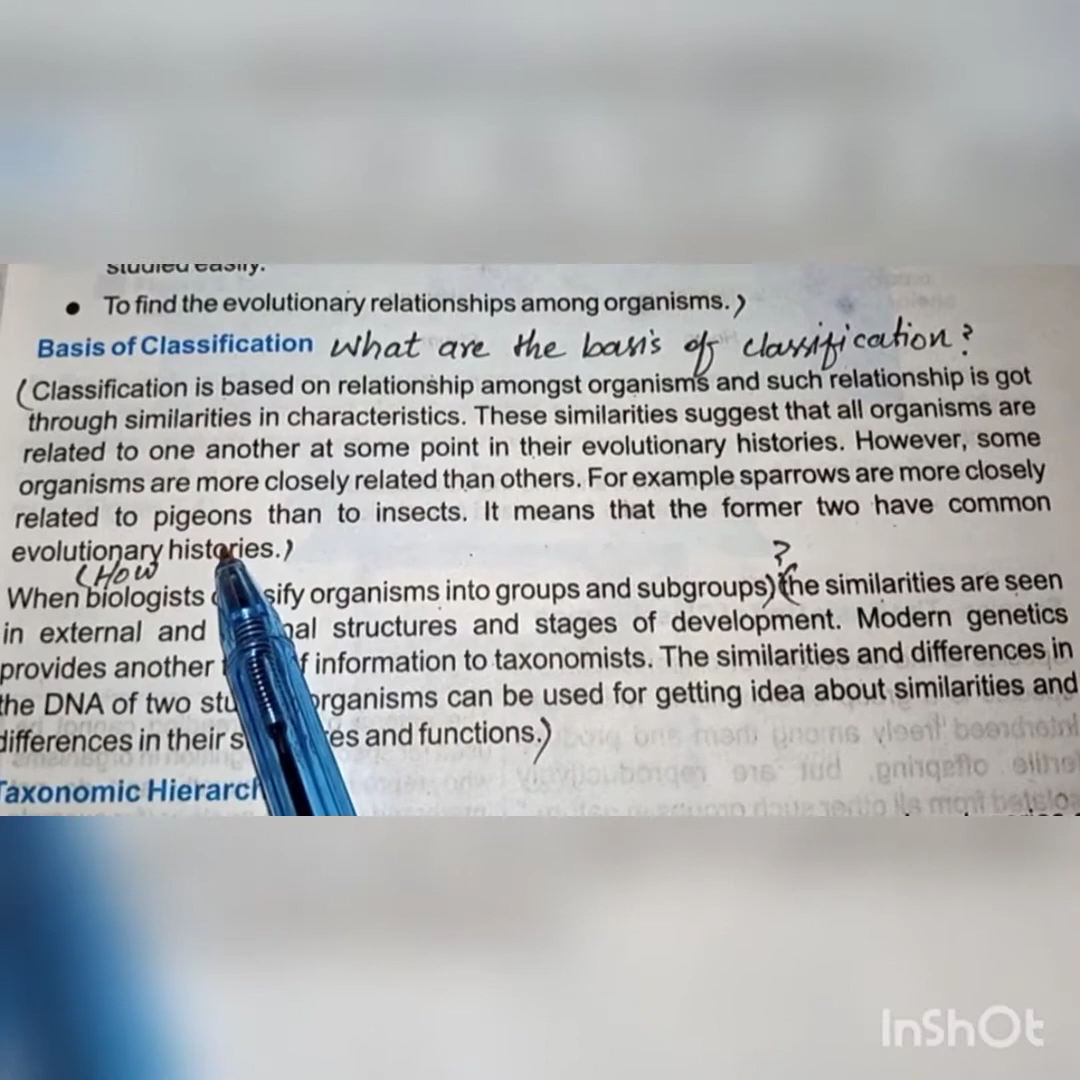 studied easily.
• To find the evolutionary relationships among organisms.)
Basis of Classification What are the basis of classification?
(Classification is based on relationship amongst organisms and such relationship is got
through similarities in characteristics. These similarities suggest that all organisms are
related to one another at some point in their evolutionary histories. However, some
organisms are more closely related than others. For example sparrows are more closely
related to pigeons than to insects. It means that the former two have common
evolutionary histories.)
(How ?
When biologists organisms into groups and subgroups) (the similarities are seen
in external and structures and stages of development. Modern genetics
provides another information to taxonomists. The similarities and differences in
the DNA of two organisms can be used for getting idea about similarities and
differences in their and functions.)
Taxonomic
InShOt